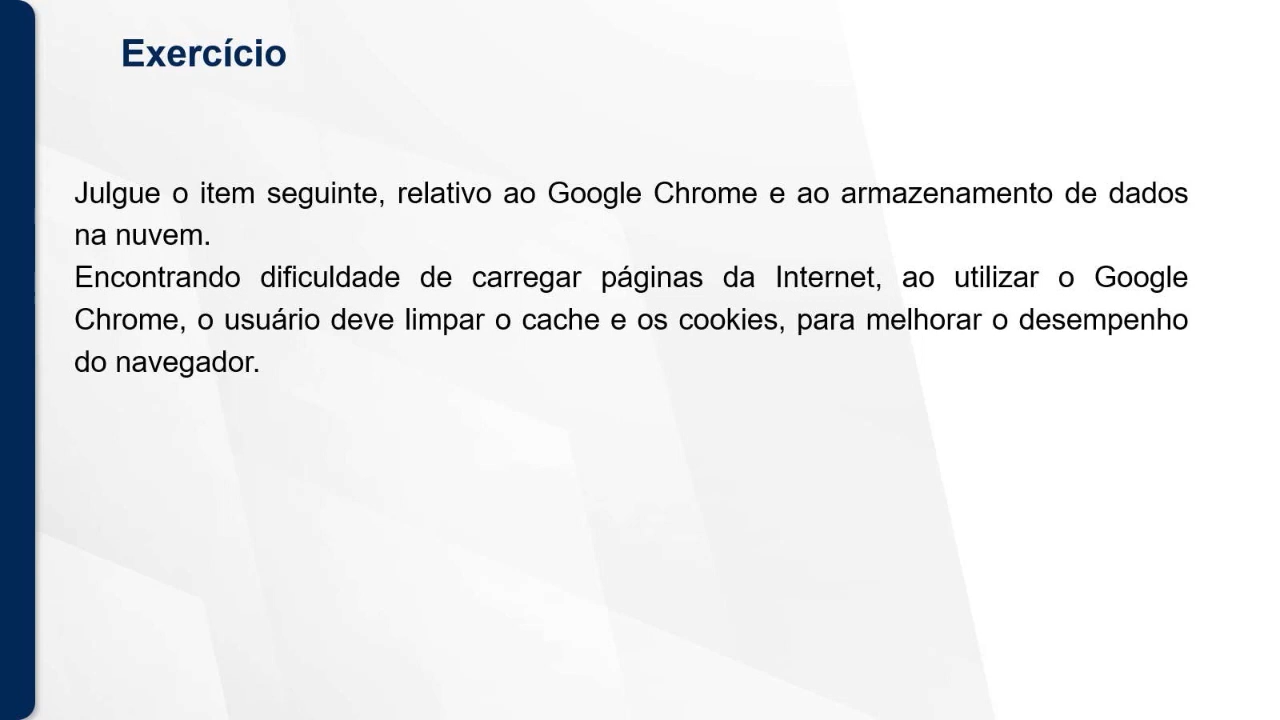 Exercício
Julgue o item seguinte, relativo ao Google Chrome e ao armazenamento de dados
na nuvem.
Encontrando dificuldade de carregar páginas da Internet, ao utilizar o Google
Chrome, o usuário deve limpar o cache e os cookies, para melhorar o desempenho
do navegador.